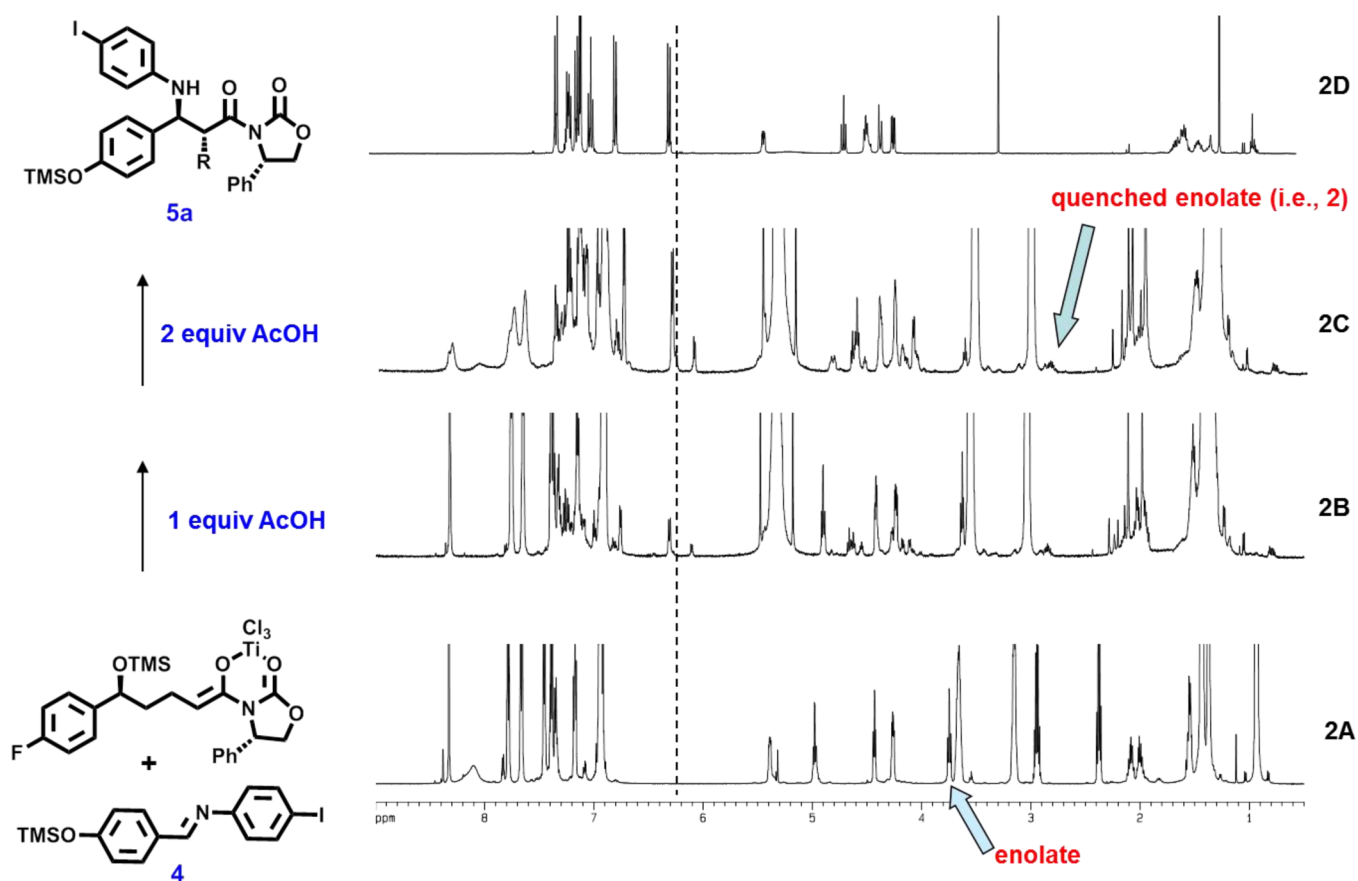 I
NH
O
O
N
O
R
TMSO
Ph
5a
2D
quenched enolate (i.e., 2)
2 equiv AcOH
2C
1 equiv AcOH
2B
Cl3
Ti
OTMS
O
O
N
O
F
Ph
+
2A
TMSO
N
I
4
ppm 8 7 6 5 4 3 2 1
enolate